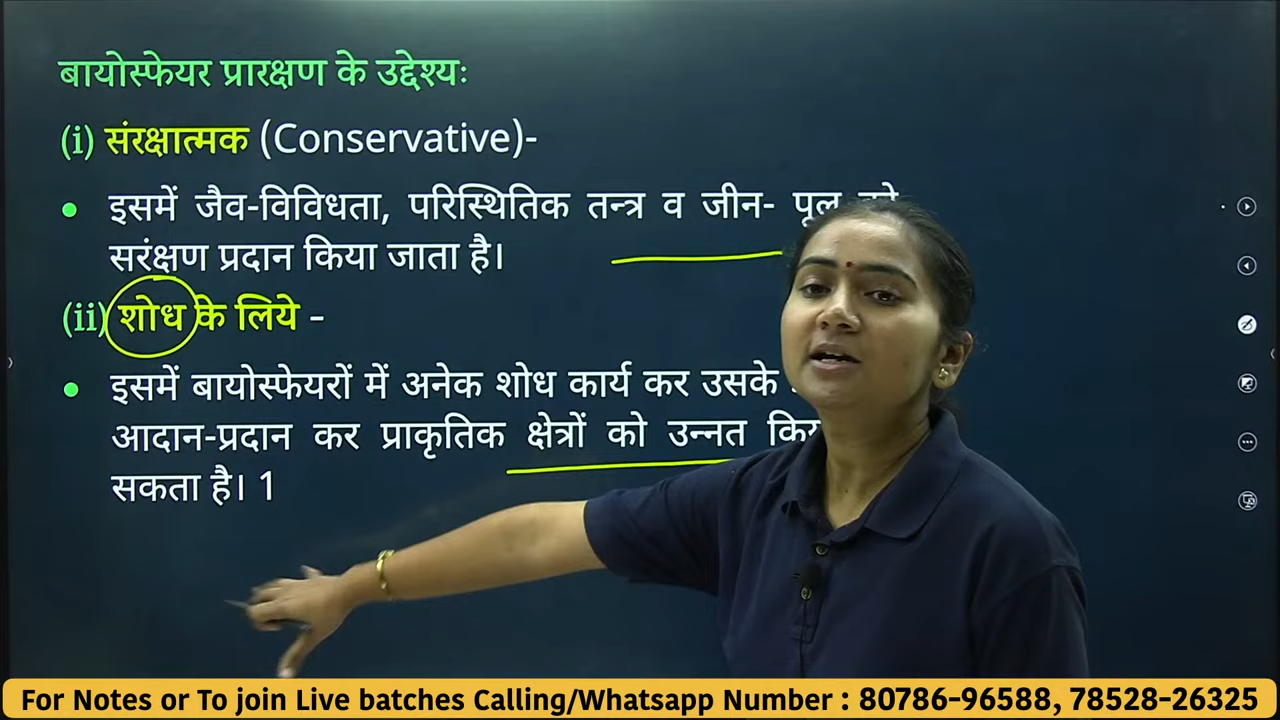 बायोस्फेयर प्रारक्षण के उद्देश्यः
(i) संरक्षात्मक (Conservative)-
इसमें जैव-विविधता, परिस्थितिक तन्त्र व जीन- पूल को
सरंक्षण प्रदान किया जाता है।
(ii) शोध के लिये -
इसमें बायोस्फेयरों में अनेक शोध कार्य कर उसके
आदान-प्रदान कर प्राकृतिक क्षेत्रों को उन्नत
सकता है। 1
For Notes or To join Live batches Calling/Whatsapp Number : 80786-96588, 78528-26325